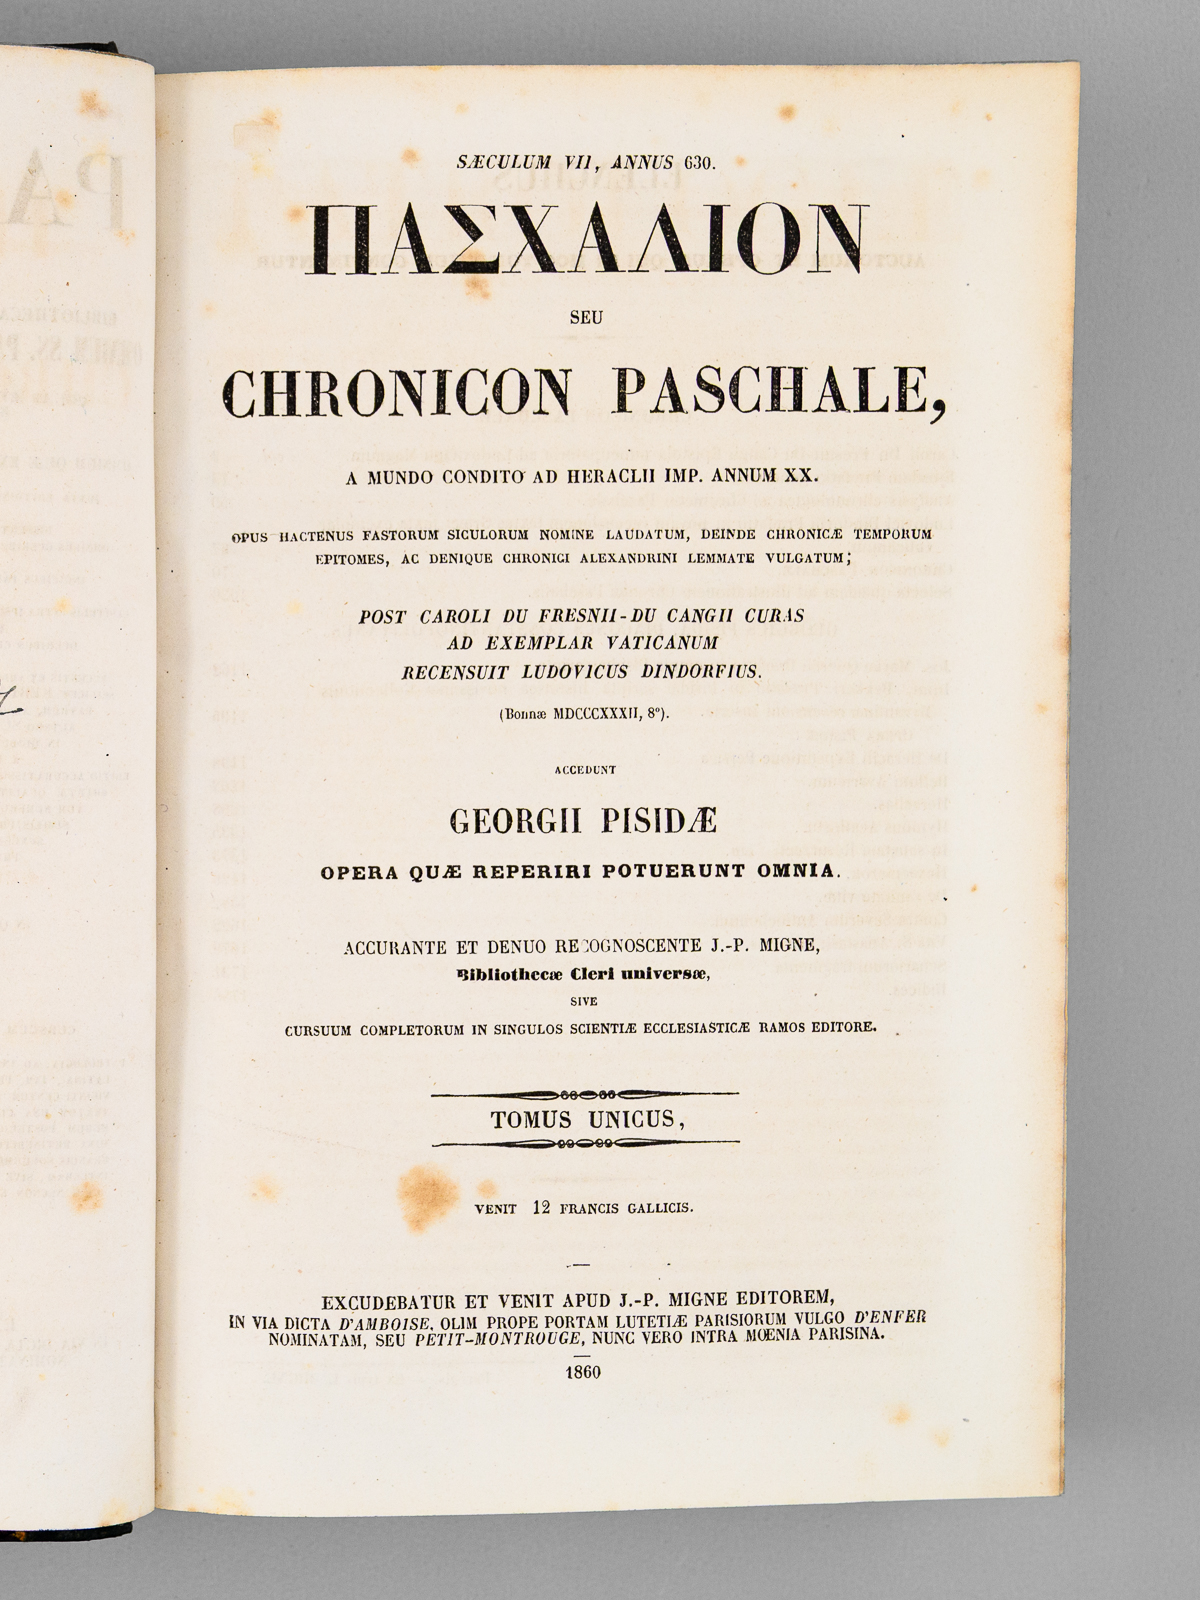 SÆCULUM VII, ANNUS 630.
ΠΑΣΧΑΛΙΟΝ
SEU
CHRONICON PASCHALE,
A MUNDO CONDITO AD HERACLII IMP. ANNUM XX.
OPUS HACTENUS FASTORUM SICULORUM NOMINE LAUDATUM, DEINDE CHRONICÆ TEMPORUM
EPITOMES, AC DENIQUE CHRONICI ALEXANDRINI LEMMATE VULGATUM;
POST CAROLI DU FRESNII-DU CANGII CURAS
AD EXEMPLAR VATICANUM
RECENSUIT LUDOVICUS DINDORFIUS.
(Bonnæ MDCCCXXXII, 8°).
ACCEDUNT
GEORGII PISIDÆ
OPERA QUÆ REPERIRI POTUERUNT OMNIA.
ACCURANTE ET DENUO RECOGNOSCENTE J.-P. MIGNE,
Bibliothecæ Cleri universæ,
SIVE
CURSUUM COMPLETORUM IN SINGULOS SCIENTIÆ ECCLESIASTICÆ RAMOS EDITORE.
TOMUS UNICUS,
VENIT 12 FRANCIS GALLICIS.
EXCUDEBATUR ET VENIT APUD J.-P. MIGNE EDITOREM,
IN VIA DICTA D'AMBOISE, OLIM PROPE PORTAM LUTETIÆ PARISIORUM VULGO D'ENFER
NOMINATAM, SEU PETIT-MONTROUGE, NUNC VERO INTRA MOENIA PARISINA.
1860